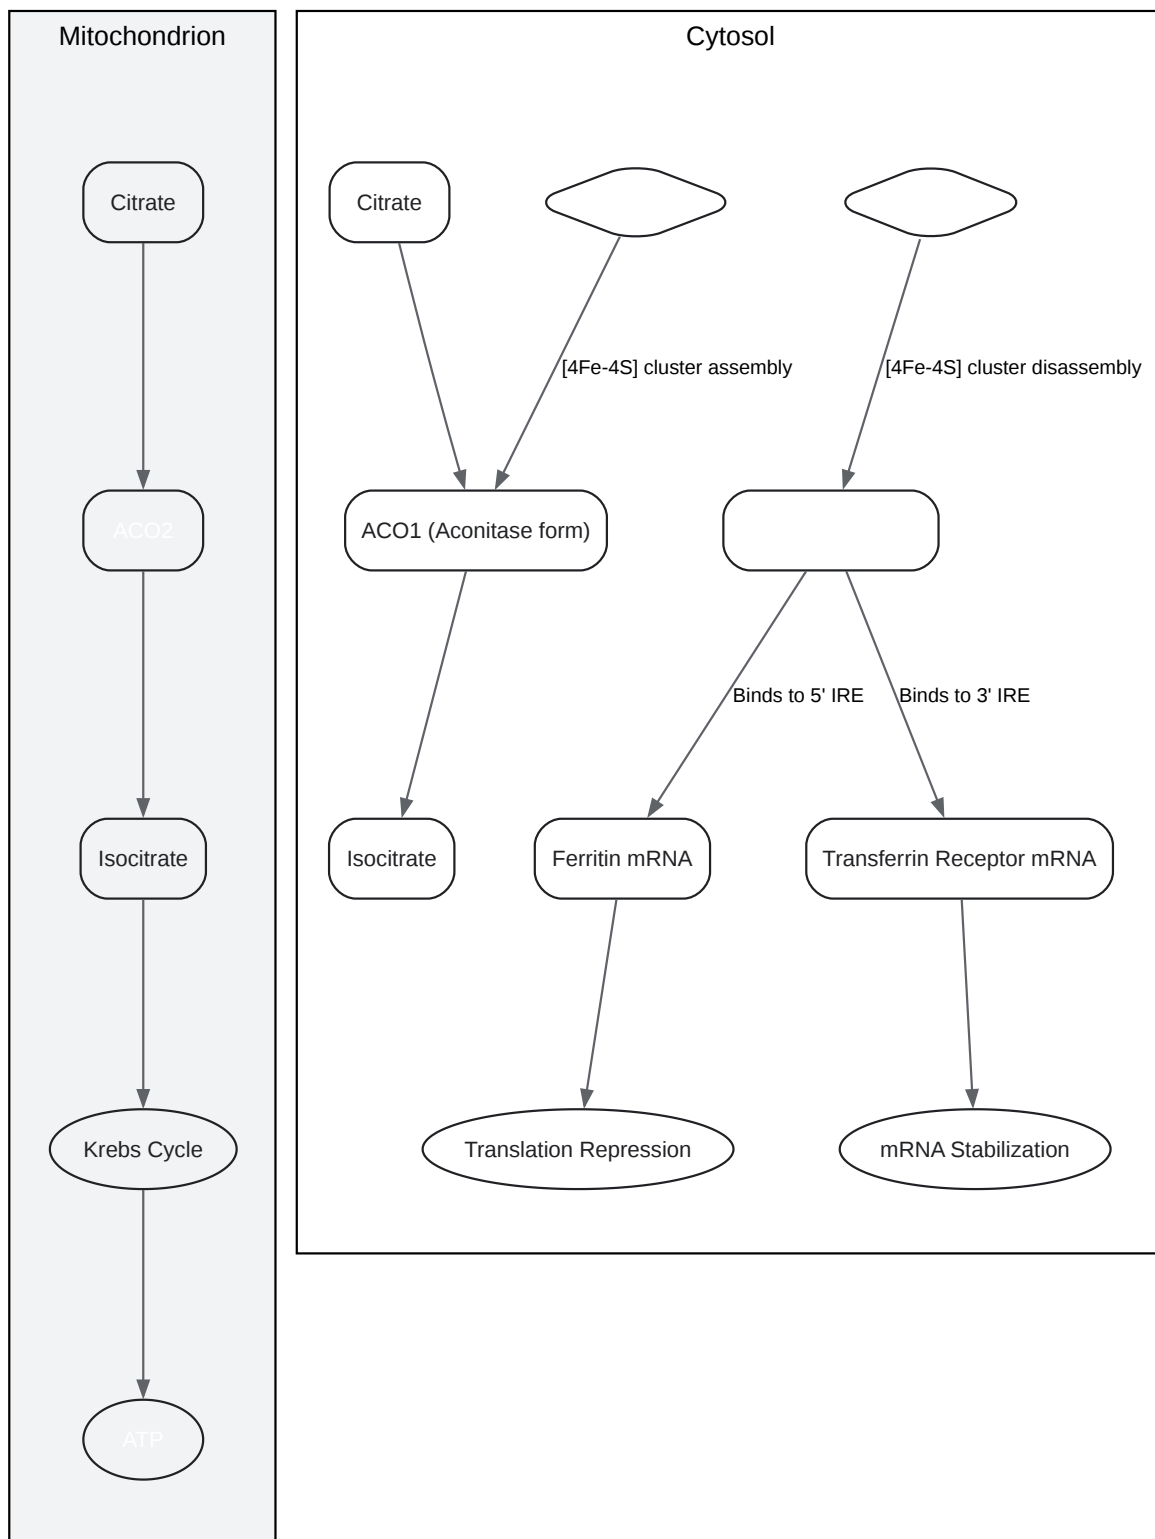 Mitochondrion
Cytosol
Citrate
Citrate
[4Fe-4S] cluster assembly
[4Fe-4S] cluster disassembly
ACO2
ACO1 (Aconitase form)
Binds to 5' IRE
Binds to 3' IRE
Isocitrate
Isocitrate
Ferritin mRNA
Transferrin Receptor mRNA
Krebs Cycle
Translation Repression
mRNA Stabilization
ATP